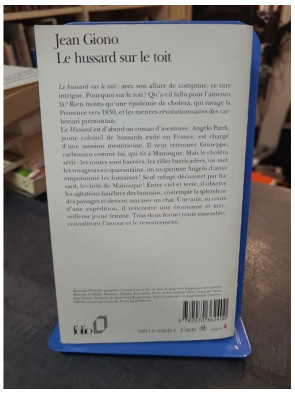 Jean Giono
Le hussard sur le toit
Le hussard sur le toit : avec son allure de comptine, ce titre
intrigue. Pourquoi sur le toit ? Qu'a-t-il fallu pour l'amener
là ? Rien moins qu'une épidémie de choléra, qui ravage la
Provence vers 1830, et les menées révolutionnaires des car-
bonari piémontais.
Le Hussard est d'abord un roman d'aventures : Angelo Pardi,
jeune colonel de hussards exilé en France, est chargé
d'une mission mystérieuse. Il veut retrouver Giuseppe,
carbonaro comme lui, qui vit à Manosque. Mais le choléra
sévit : les routes sont barrées, les villes barricadées, on met
les voyageurs en quarantaine, on soupçonne Angelo d'avoir
empoisonné les fontaines ! Seul refuge découvert par ha-
sard, les toits de Manosque ! Entre ciel et terre, il observe
les agitations funèbres des humains, contemple la splendeur
des paysages et devient ami avec un chat. Une nuit, au cours
d'une expédition, il rencontre une étonnante et mer-
veilleuse jeune femme. Tous deux feront route ensemble,
connaîtront l'amour et le renoncement.
folio
9 782070 362400